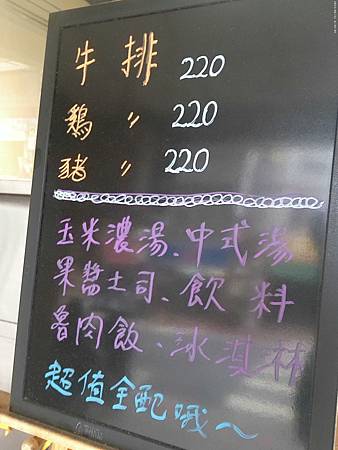 牛排 220
鷄 〃 220
豬 〃 220
玉米濃湯、中式湯
果醬土司、飲料
魯肉飯、冰淇林
超值全配哦～